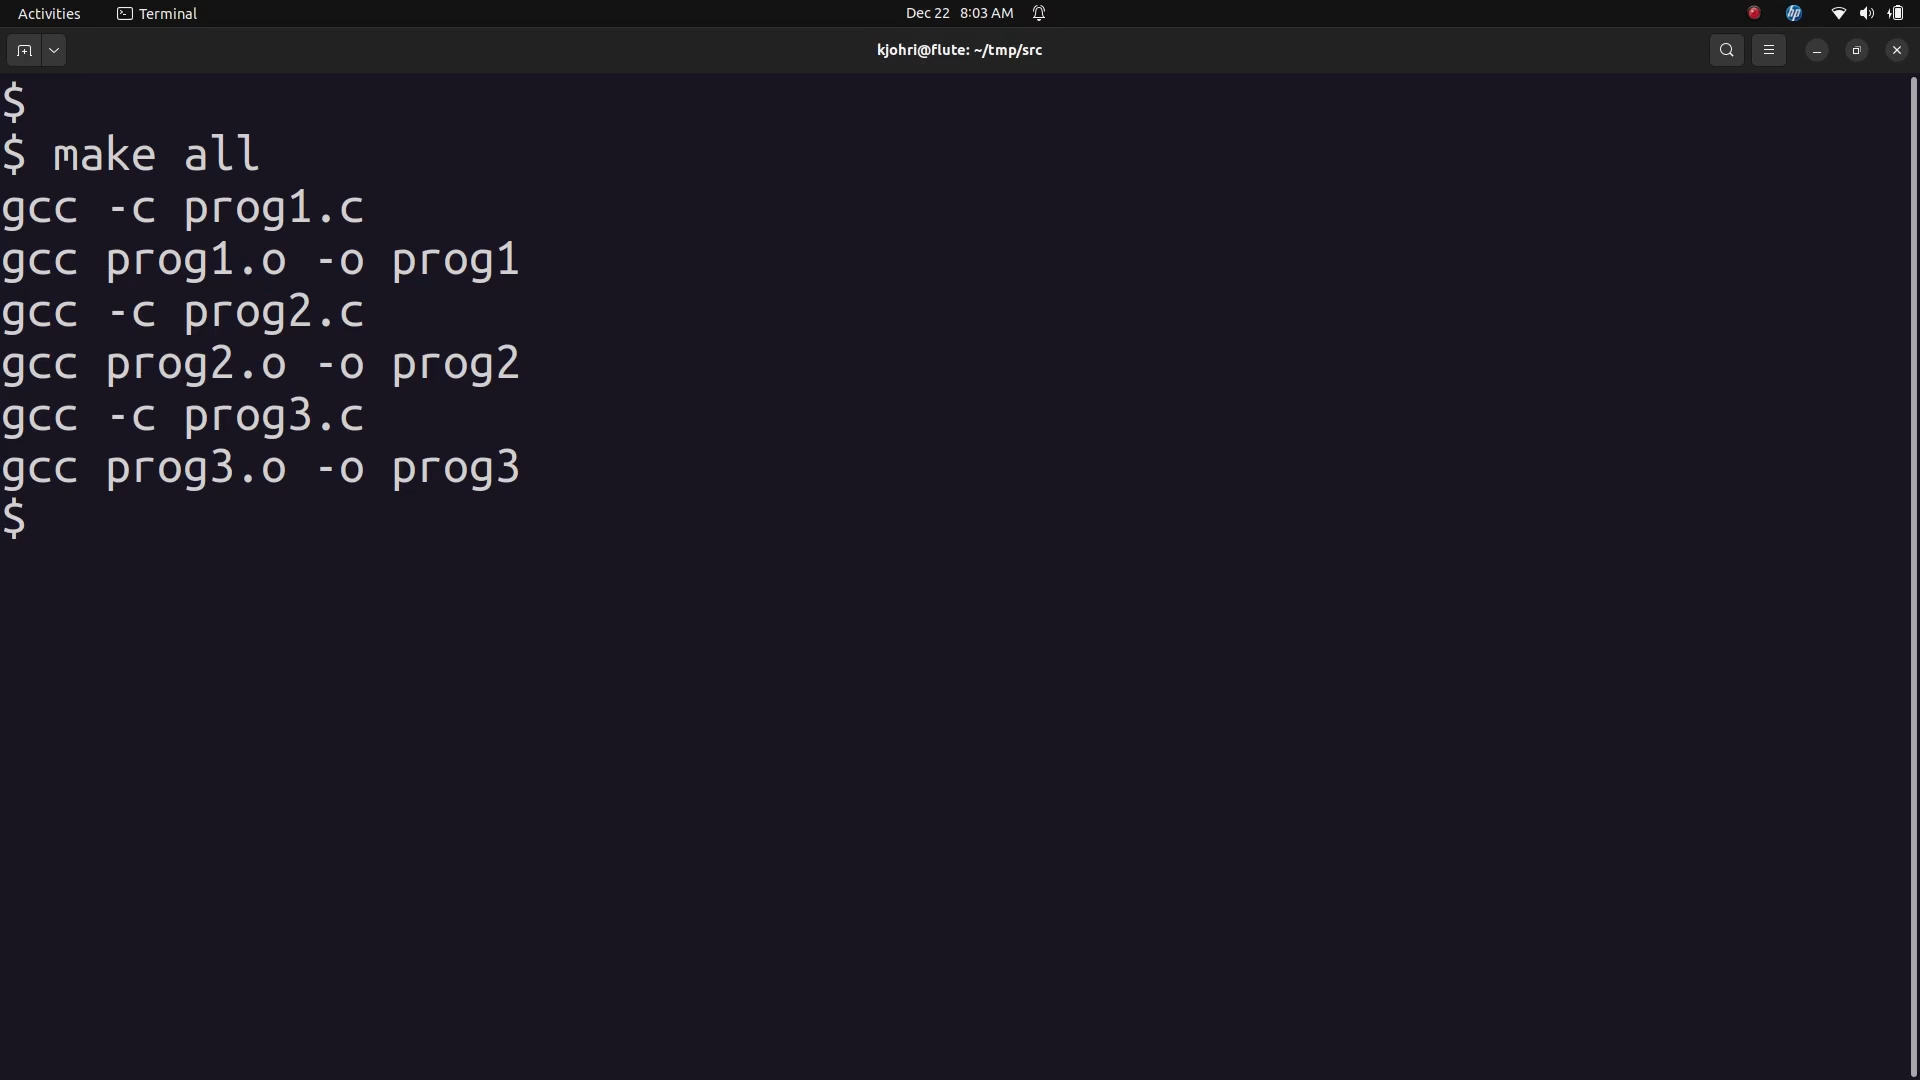 Activities Terminal Dec 22 8:03 AM hp
kjohri@flute: ~/tmp/src
$
$ make all
gcc -c prog1.c
gcc prog1.o -o prog1
gcc -c prog2.c
gcc prog2.o -o prog2
gcc -c prog3.c
gcc prog3.o -o prog3
$